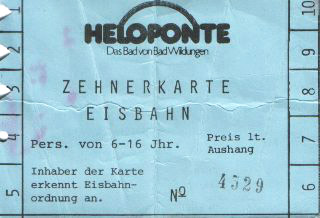 HELOPONTE
Das Bad von Bad Wildungen
ZEHNERKARTE
EISBAHN
Pers. von 6-16 Jhr.
Preis lt.
Aushang
Inhaber der Karte
erkennt Eisbahn-
ordnung an.
Nº 4529
1
2
3
4
5
6
7
8
9
10